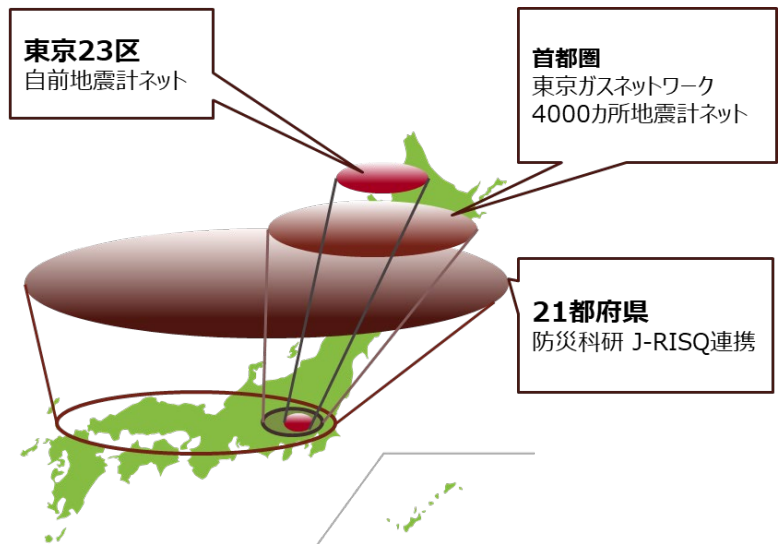 東京23区
自前地震計ネット
首都圏
東京ガスネットワーク
4000カ所地震計ネット
21都府県
防災科研 J-RISQ連携